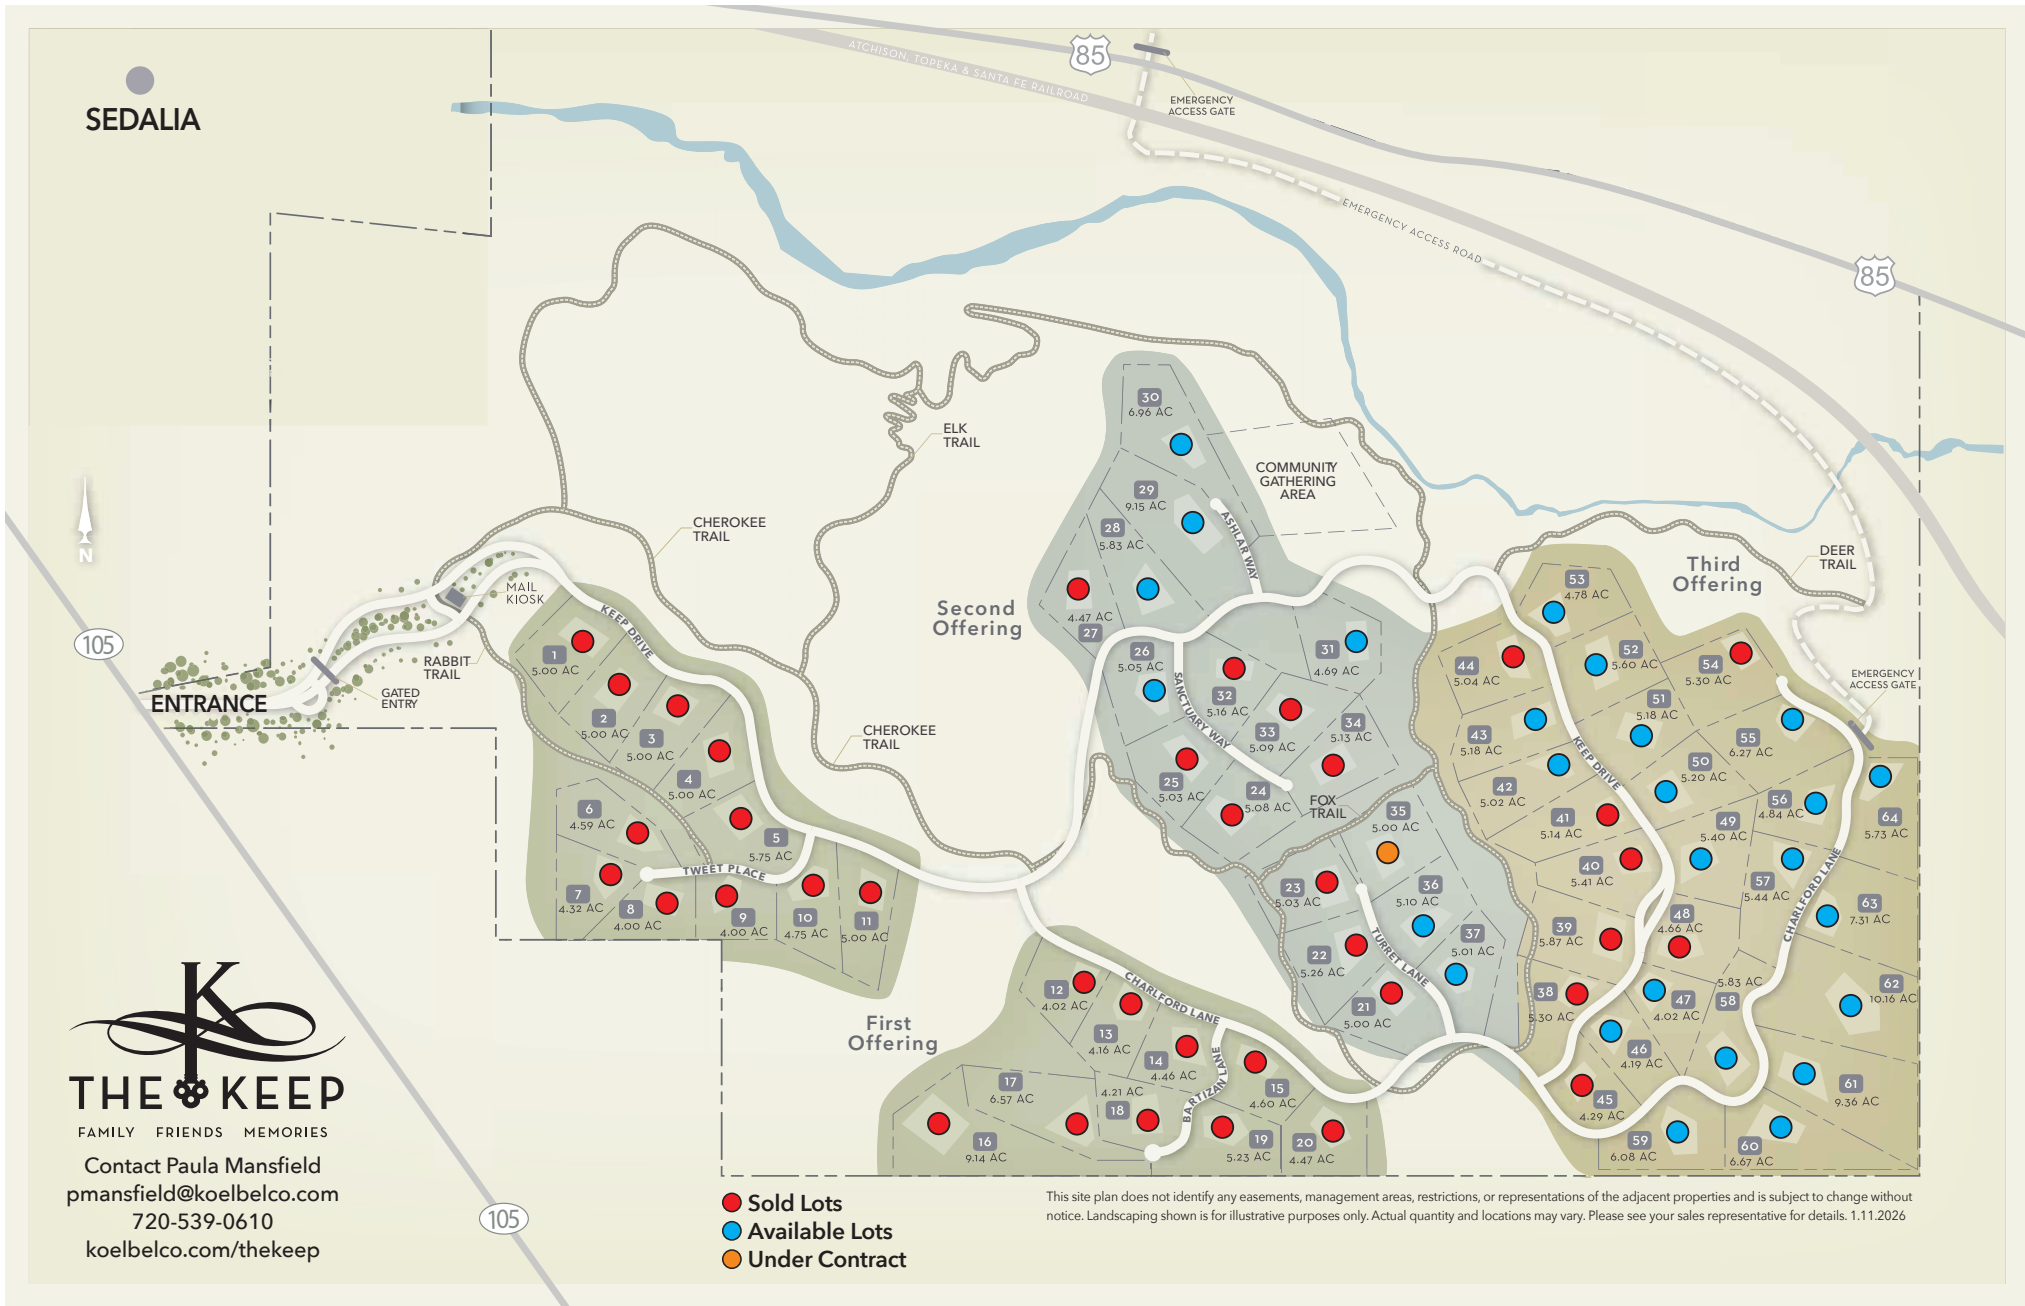 SEDALIA
85
ATCHISON, TOPEKA & SANTA FE RAILROAD
EMERGENCY
ACCESS GATE
EMERGENCY ACCESS ROAD
85
ELK
TRAIL
CHEROKEE
TRAIL
COMMUNITY
GATHERING
AREA
N
MAIL
KIOSK
RABBIT
TRAIL
GATED
ENTRY
ENTRANCE
105
CHEROKEE
TRAIL
Second
Offering
Third
Offering
DEER
TRAIL
EMERGENCY
ACCESS GATE
KEEP DRIVE
1
5.00 AC
2
5.00 AC
3
5.00 AC
4
5.00 AC
5
5.75 AC
6
4.59 AC
TWEET PLACE
7
4.32 AC
8
4.00 AC
9
4.00 AC
10
4.75 AC
11
5.00 AC
30
6.96 AC
29
9.15 AC
28
5.83 AC
4.47 AC
27
ASHLAR WAY
26
5.05 AC
SANCTUARY WAY
31
4.69 AC
32
5.16 AC
33
5.09 AC
34
5.13 AC
25
5.03 AC
24
5.08 AC
FOX
TRAIL
35
5.00 AC
23
5.03 AC
36
5.10 AC
37
5.01 AC
22
5.26 AC
TURRET LANE
21
5.00 AC
53
4.78 AC
44
5.04 AC
52
5.60 AC
54
5.30 AC
51
5.18 AC
43
5.18 AC
KEEP DRIVE
55
6.27 AC
50
5.20 AC
42
5.02 AC
56
4.84 AC
64
5.73 AC
41
5.14 AC
49
5.40 AC
40
5.41 AC
57
5.44 AC
CHARLFORD LANE
63
7.31 AC
39
5.87 AC
48
4.66 AC
38
5.30 AC
47
4.02 AC
5.83 AC
58
62
10.16 AC
46
4.19 AC
45
4.29 AC
61
9.36 AC
59
6.08 AC
60
6.67 AC
First
Offering
12
4.02 AC
CHARLFORD LANE
13
4.16 AC
14
4.46 AC
BARTIZAN LANE
15
4.60 AC
17
6.57 AC
4.21 AC
18
16
9.14 AC
19
5.23 AC
20
4.47 AC
K
THE KEEP
FAMILY FRIENDS MEMORIES
Contact Paula Mansfield
pmansfield@koelbelco.com
720-539-0610
koelbelco.com/thekeep
105
Sold Lots
Available Lots
Under Contract
This site plan does not identify any easements, management areas, restrictions, or representations of the adjacent properties and is subject to change without
notice. Landscaping shown is for illustrative purposes only. Actual quantity and locations may vary. Please see your sales representative for details. 1.11.2026